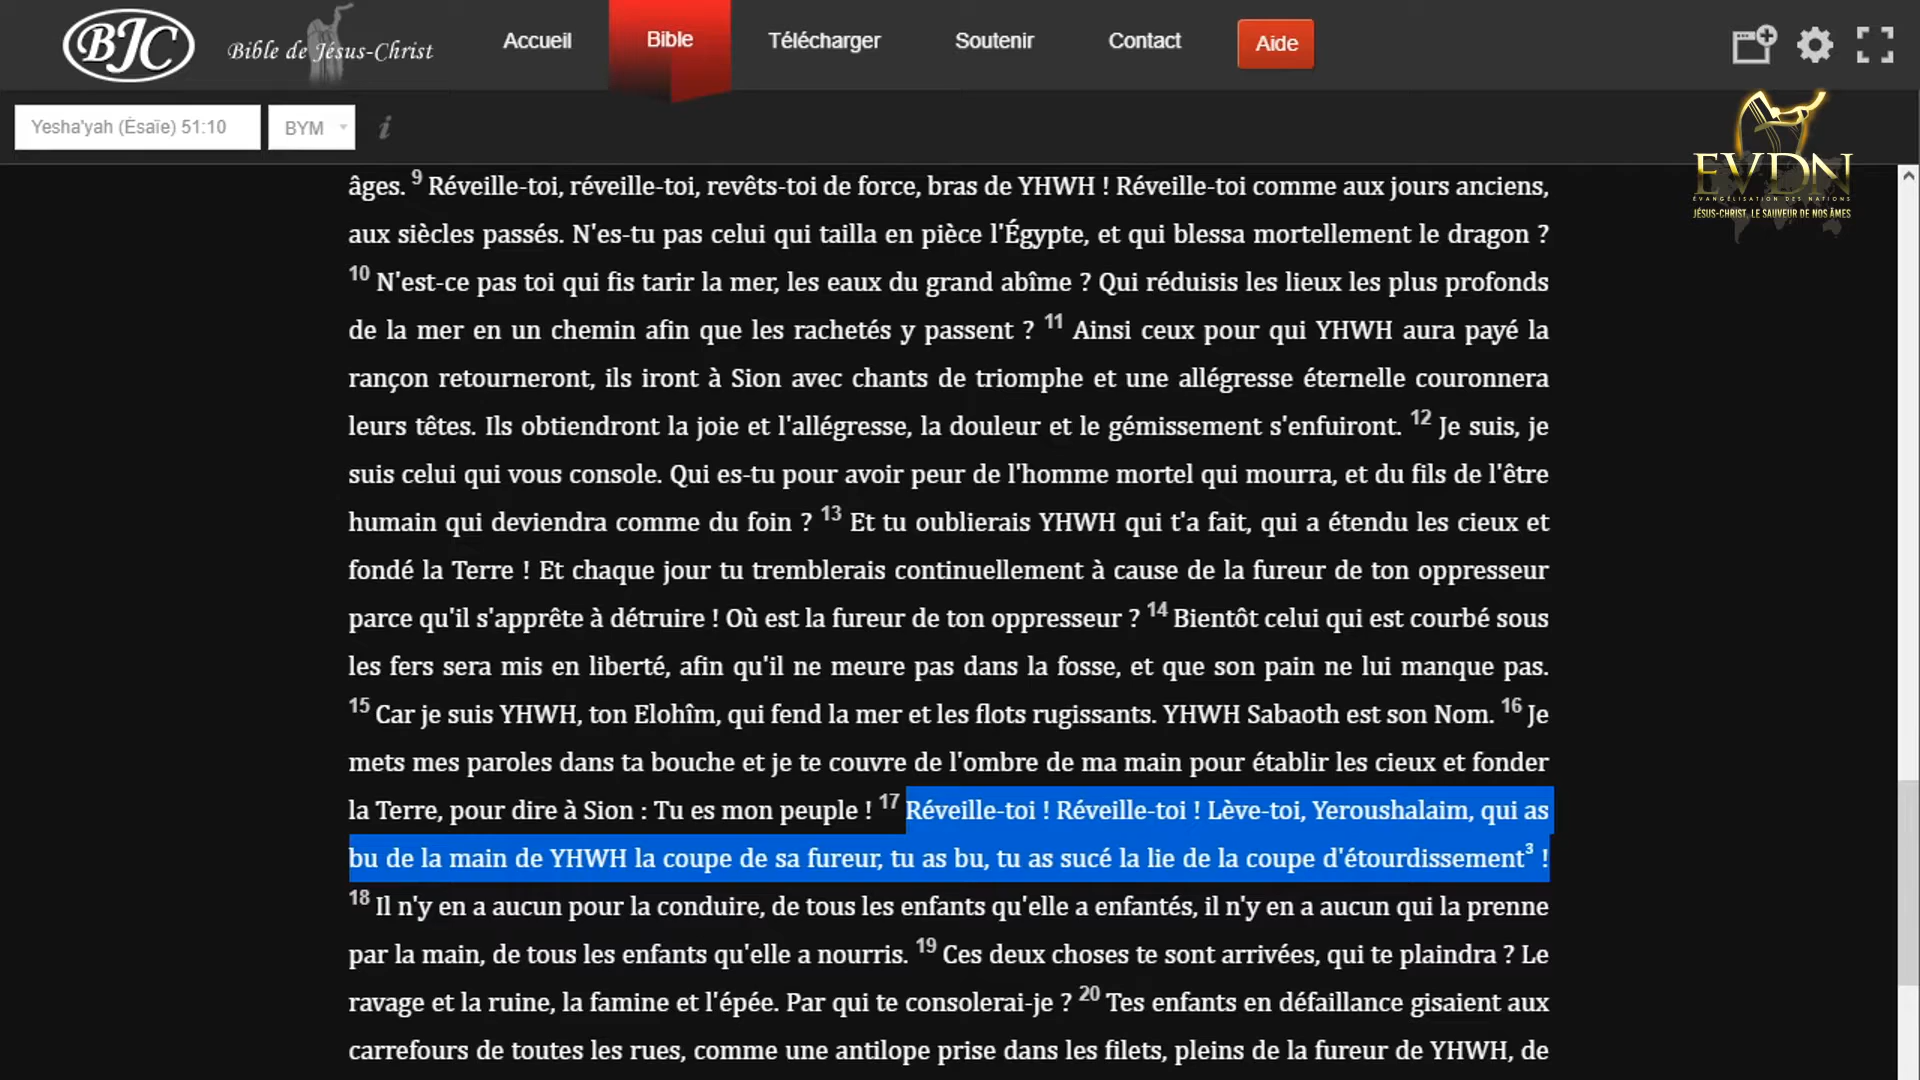 BJC
Bible de Jésus-Christ
Accueil
Bible
Télécharger
Soutenir
Contact
Aide
Yesha'yah (Ésaïe) 51:10
BYM
i
EVDN
ÉVANGÉLISATION DES NATIONS
JÉSUS-CHRIST, LE SAUVEUR DE NOS ÂMES
âges. 9 Réveille-toi, réveille-toi, revêts-toi de force, bras de YHWH ! Réveille-toi comme aux jours anciens,
aux siècles passés. N'es-tu pas celui qui tailla en pièce l'Égypte, et qui blessa mortellement le dragon ?
10 N'est-ce pas toi qui fis tarir la mer, les eaux du grand abîme ? Qui réduisis les lieux les plus profonds
de la mer en un chemin afin que les rachetés y passent ? 11 Ainsi ceux pour qui YHWH aura payé la
rançon retourneront, ils iront à Sion avec chants de triomphe et une allégresse éternelle couronnera
leurs têtes. Ils obtiendront la joie et l'allégresse, la douleur et le gémissement s'enfuiront. 12 Je suis, je
suis celui qui vous console. Qui es-tu pour avoir peur de l'homme mortel qui mourra, et du fils de l'être
humain qui deviendra comme du foin ? 13 Et tu oublierais YHWH qui t'a fait, qui a étendu les cieux et
fondé la Terre ! Et chaque jour tu tremblerais continuellement à cause de la fureur de ton oppresseur
parce qu'il s'apprête à détruire ! Où est la fureur de ton oppresseur ? 14 Bientôt celui qui est courbé sous
les fers sera mis en liberté, afin qu'il ne meure pas dans la fosse, et que son pain ne lui manque pas.
15 Car je suis YHWH, ton Elohîm, qui fend la mer et les flots rugissants. YHWH Sabaoth est son Nom. 16 Je
mets mes paroles dans ta bouche et je te couvre de l'ombre de ma main pour établir les cieux et fonder
la Terre, pour dire à Sion : Tu es mon peuple ! 17 Réveille-toi ! Réveille-toi ! Lève-toi, Yeroushalaim, qui as
bu de la main de YHWH la coupe de sa fureur, tu as bu, tu as sucé la lie de la coupe d'étourdissement3 !
18 Il n'y en a aucun pour la conduire, de tous les enfants qu'elle a enfantés, il n'y en a aucun qui la prenne
par la main, de tous les enfants qu'elle a nourris. 19 Ces deux choses te sont arrivées, qui te plaindra ? Le
ravage et la ruine, la famine et l'épée. Par qui te consolerai-je ? 20 Tes enfants en défaillance gisaient aux
carrefours de toutes les rues, comme une antilope prise dans les filets, pleins de la fureur de YHWH, de